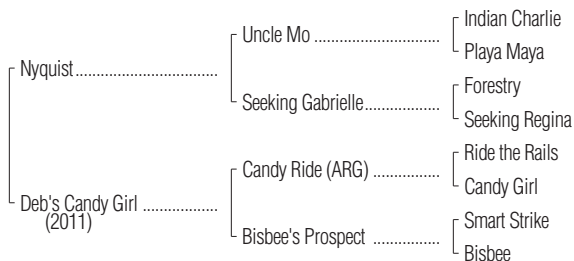 Indian Charlie
Uncle Mo ................................
Playa Maya
Nyquist...................................
Forestry
Seeking Gabrielle...................
Seeking Regina
Ride the Rails
Candy Ride (ARG) .................
Candy Girl
Deb's Candy Girl ...................
(2011)
Smart Strike
Bisbee's Prospect .................
Bisbee